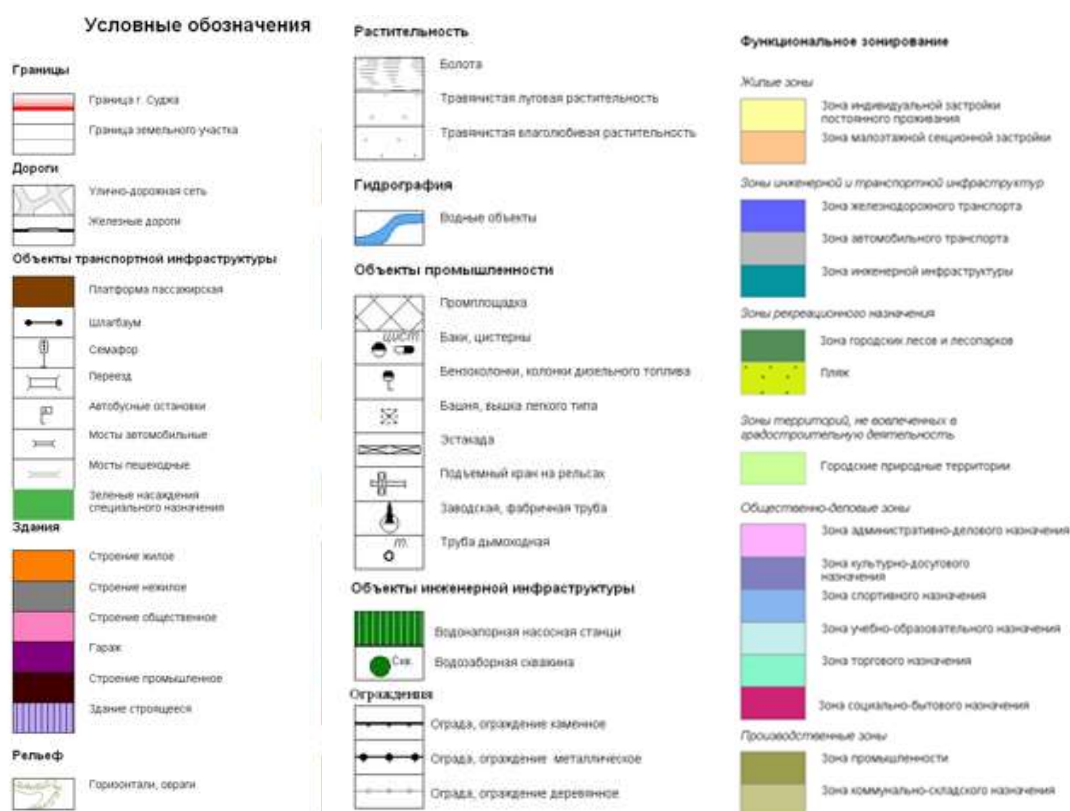 Условные обозначения
Границы
Граница г. Суджа
Граница земельного участка
Дороги
Улично-дорожная сеть
Железные дороги
Объекты транспортной инфраструктуры
Платформа пассажирская
Шлагбаум
Семафор
Переезд
Автобусные остановки
Мосты автомобильные
Мосты пешеходные
Зеленые насаждения
специального назначения
Здания
Строение жилое
Строение нежилое
Строение общественное
Гараж
Строение промышленное
Здание строящееся
Рельеф
Горизонтали, овраги
Растительность
Болота
Травянистая луговая растительность
Травянистая влаголюбивая растительность
Гидрография
Водные объекты
Объекты промышленности
Промплощадка
цист
Баки, цистерны
Бензоколонки, колонки дизельного топлива
Башня, вышка легкого типа
Эстакада
Подъемный кран на рельсах
Заводская, фабричная труба
т.
Труба дымоходная
Объекты инженерной инфраструктуры
Водонапорная насосная станци
Скв.
Водозаборная скважина
Ограждения
Ограда, ограждение каменное
Ограда, ограждение металлическое
Ограда, ограждение деревянное
Функциональное зонирование
Жилые зоны
Зона индивидуальной застройки
постоянного проживания
Зона малоэтажной секционной застройки
Зоны инженерной и транспортной инфраструктур
Зона железнодорожного транспорта
Зона автомобильного транспорта
Зона инженерной инфраструктуры
Зоны рекреационного назначения
Зона городских лесов и лесопарков
Пляж
Зоны территорий, не вовлеченных в
градостроительную деятельность
Городские природные территории
Общественно-деловые зоны
Зона административно-делового назначения
Зона культурно-досугового
назначения
Зона спортивного назначения
Зона учебно-образовательного назначения
Зона торгового назначения
Зона социально-бытового назначения
Производственные зоны
Зона промышленности
Зона коммунально-складского назначения